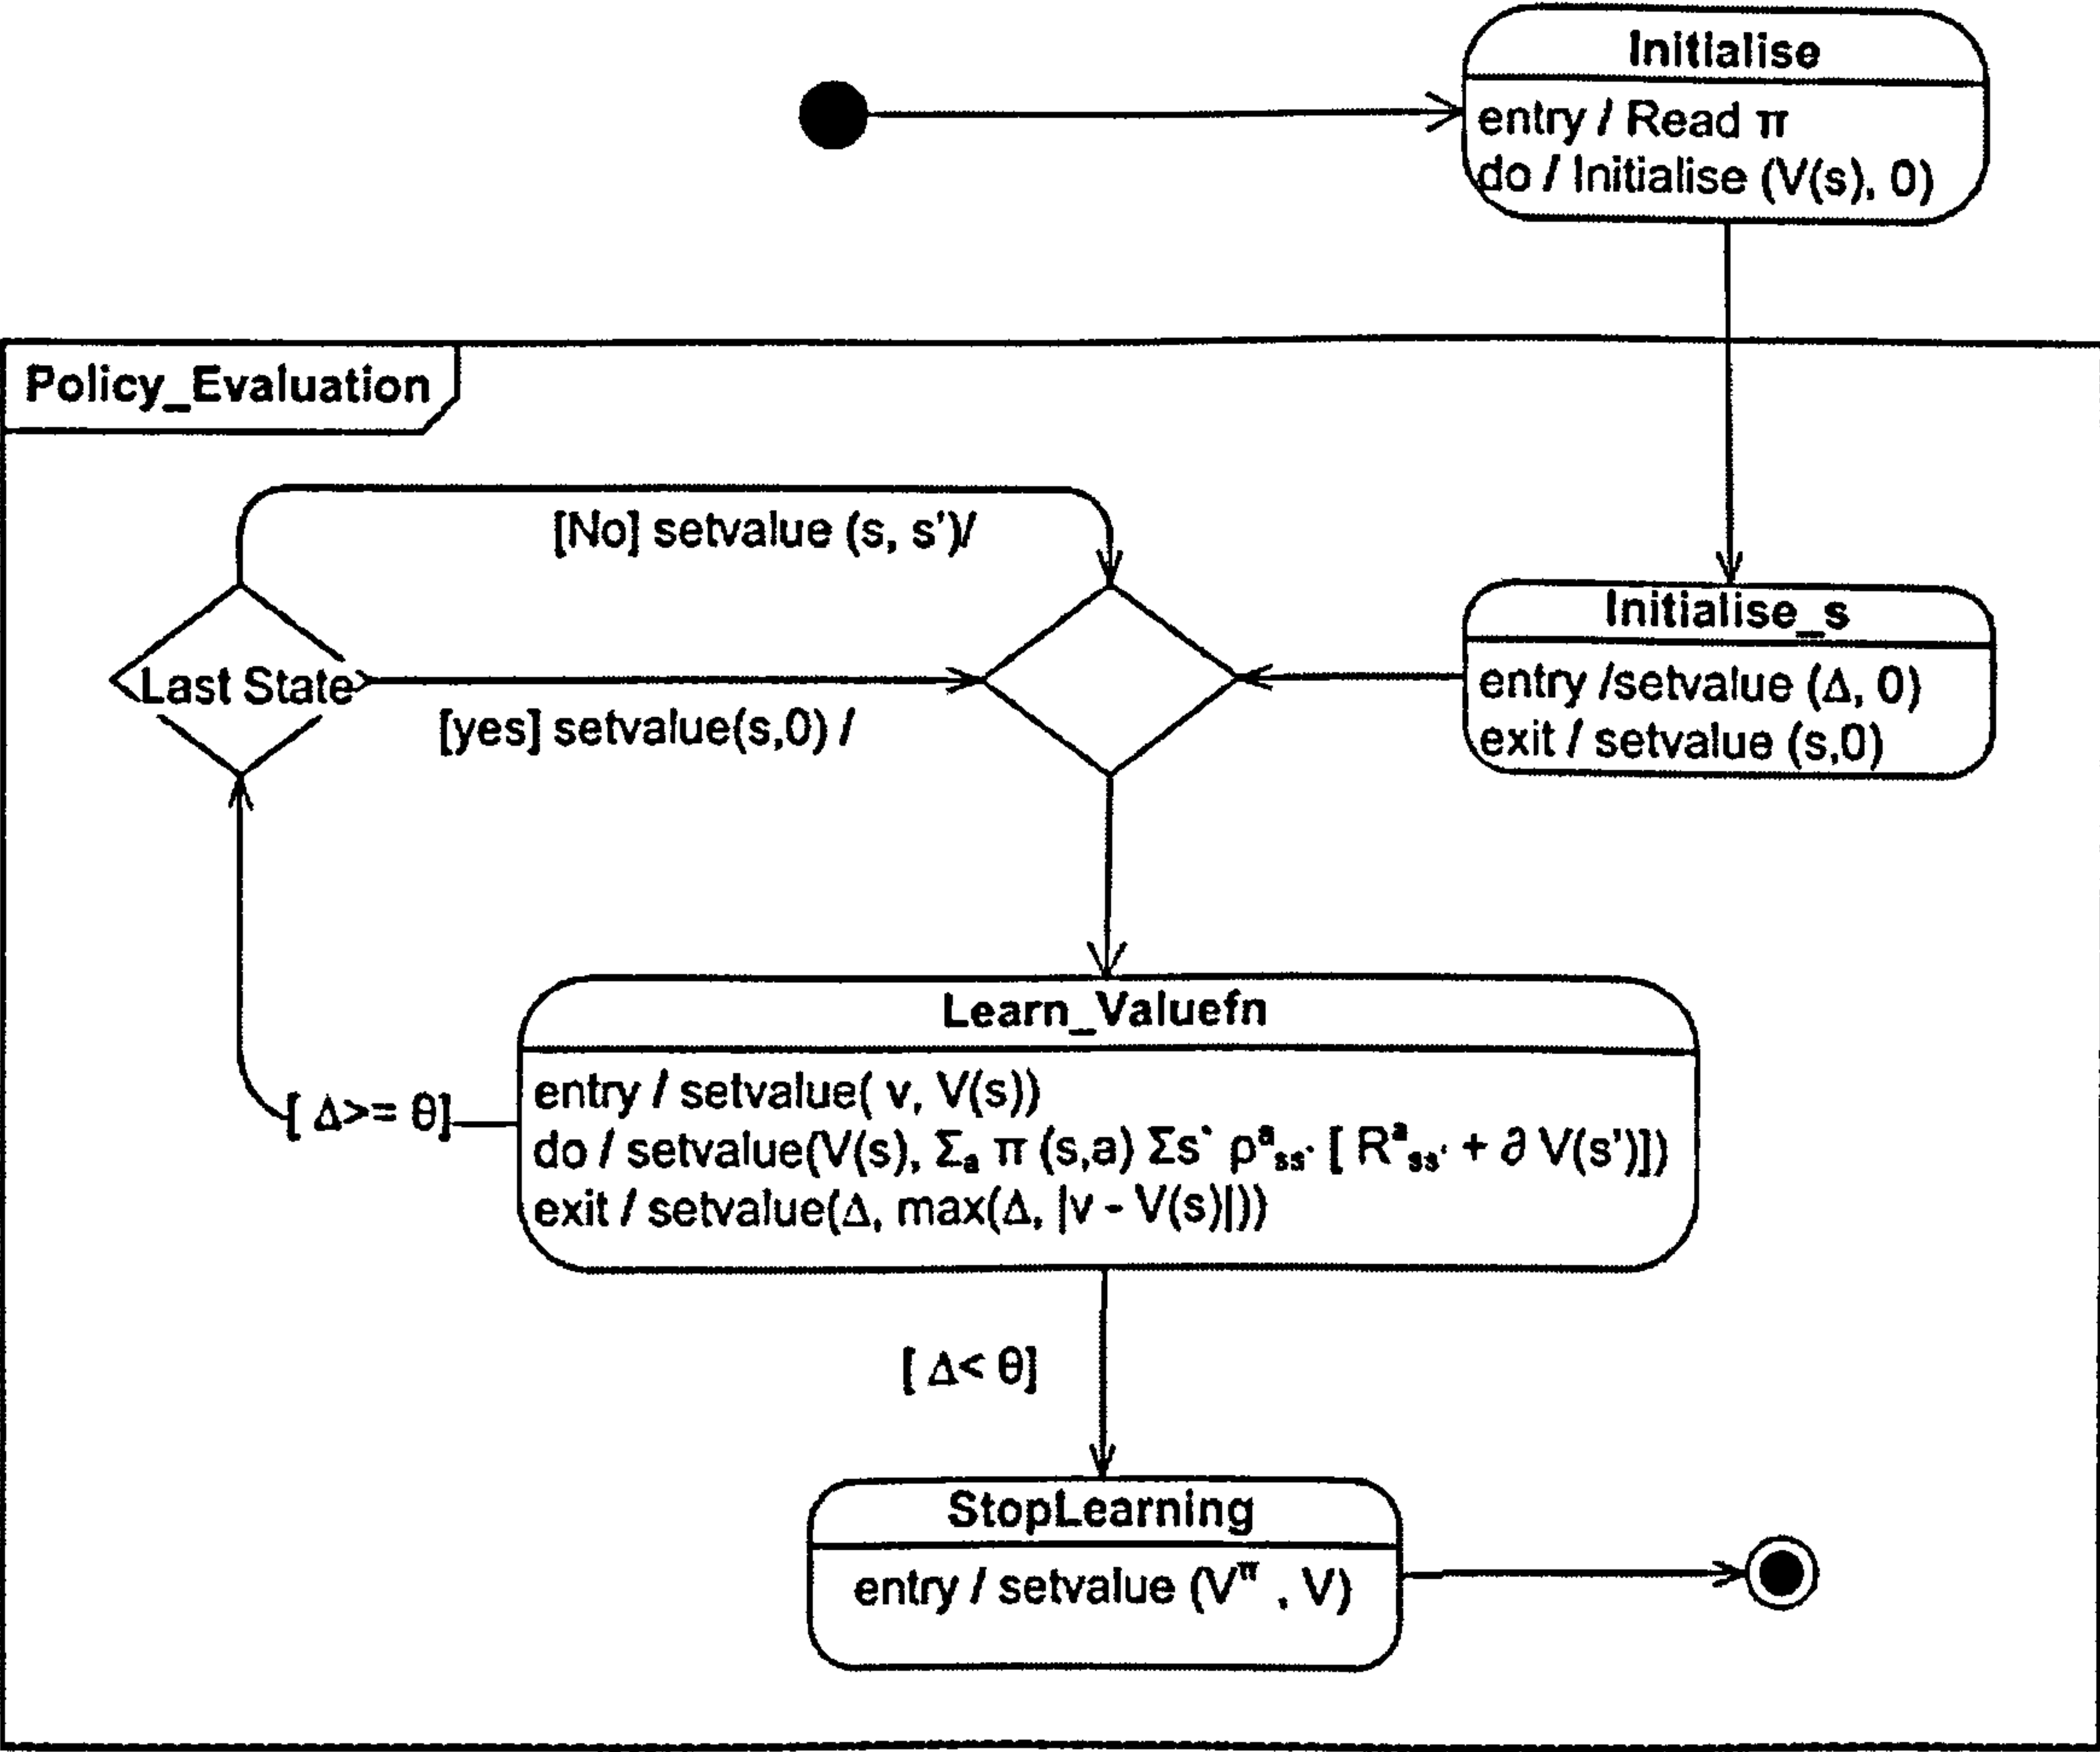 Initialise
entry / Read π
do / Initialise (V(s), 0)
Policy_Evaluation
[No] setvalue (s, s')/
Last State
[yes] setvalue(s,0) /
Initialise_s
entry /setvalue (Δ, 0)
exit / setvalue (s,0)
Learn_Valuefn
entry / setvalue( v, V(s))
do / setvalue(V(s), Σₐ π (s,a) Σs' ρᵃₛₛ' [ Rᵃₛₛ' + ∂ V(s')])
exit / setvalue(Δ, max(Δ, |v - V(s)|))
[ Δ>= θ]
[ Δ< θ]
StopLearning
entry / setvalue (V^π , V)